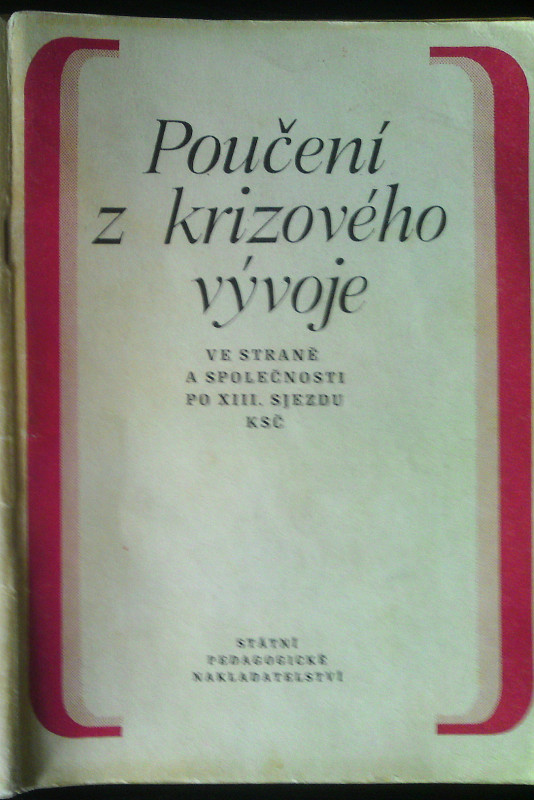 Poučení
z krizového
vývoje
VE STRANĚ
A SPOLEČNOSTI
PO XIII. SJEZDU
KSČ
STÁTNÍ
PEDAGOGICKÉ
NAKLADATELSTVÍ